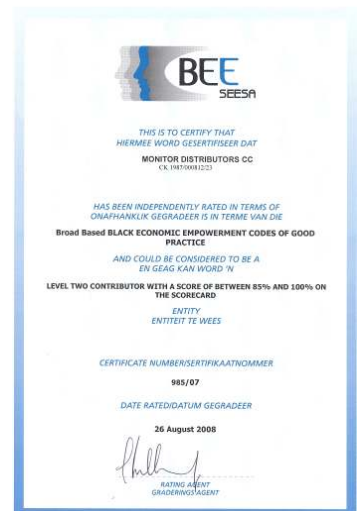 BEE
SEESA
THIS IS TO CERTIFY THAT
HIERMEE WORD GESERTIFISEER DAT
MONITOR DISTRIBUTORS CC
CK 1987/000812/23
HAS BEEN INDEPENDENTLY RATED IN TERMS OF
ONAFHANKLIK GEGRADEER IS IN TERME VAN DIE
Broad Based BLACK ECONOMIC EMPOWERMENT CODES OF GOOD
PRACTICE
AND COULD BE CONSIDERED TO BE A
EN GEAG KAN WORD 'N
LEVEL TWO CONTRIBUTOR WITH A SCORE OF BETWEEN 85% AND 100% ON
THE SCORECARD
ENTITY
ENTITEIT TE WEES
CERTIFICATE NUMBER/SERTIFIKAATNOMMER
985/07
DATE RATED/DATUM GEGRADEER
26 August 2008
RATING AGENT
GRADERINGSAGENT